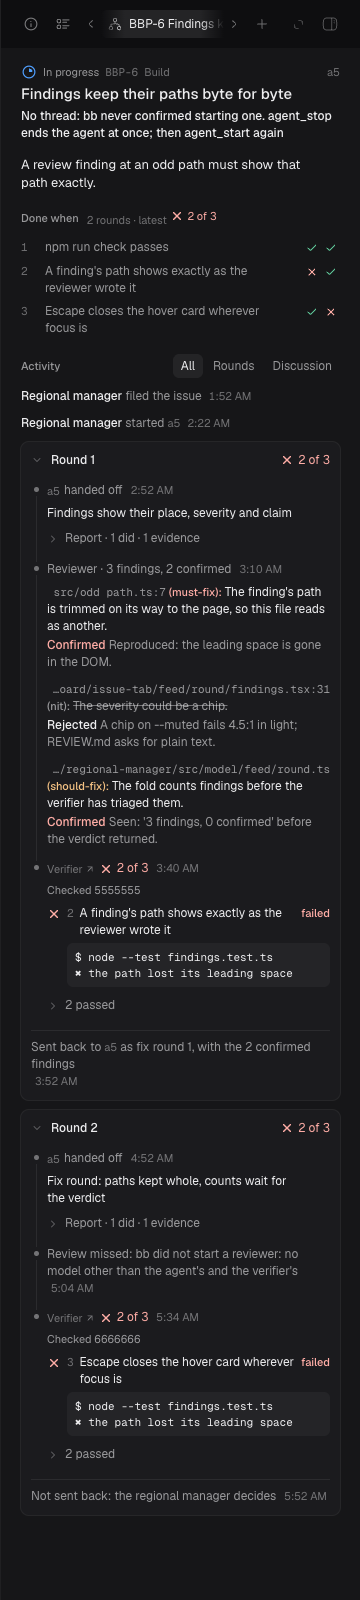 BBP-6 Findings
In progress BBP-6 Build a5
Findings keep their paths byte for byte
No thread: bb never confirmed starting one. agent_stop
ends the agent at once; then agent_start again
A review finding at an odd path must show that
path exactly.
Done when 2 rounds · latest ✕ 2 of 3
1 npm run check passes ✓ ✓
2 A finding's path shows exactly as the ✕ ✓
reviewer wrote it
3 Escape closes the hover card wherever ✓ ✕
focus is
Activity All Rounds Discussion
Regional manager filed the issue 1:52 AM
Regional manager started a5 2:22 AM
Round 1 ✕ 2 of 3
a5 handed off 2:52 AM
Findings show their place, severity and claim
Report · 1 did · 1 evidence
Reviewer · 3 findings, 2 confirmed 3:10 AM
src/odd path.ts:7 (must-fix): The finding's path
is trimmed on its way to the page, so this file reads
as another.
Confirmed Reproduced: the leading space is gone
in the DOM.
…oard/issue-tab/feed/round/findings.tsx:31
(nit): The severity could be a chip.
Rejected A chip on --muted fails 4.5:1 in light;
REVIEW.md asks for plain text.
…/regional-manager/src/model/feed/round.ts
(should-fix): The fold counts findings before the
verifier has triaged them.
Confirmed Seen: '3 findings, 0 confirmed' before
the verdict returned.
Verifier ↗ ✕ 2 of 3 3:40 AM
Checked 5555555
✕ 2 A finding's path shows exactly as the failed
reviewer wrote it
$ node --test findings.test.ts
✖ the path lost its leading space
2 passed
Sent back to a5 as fix round 1, with the 2 confirmed
findings
3:52 AM
Round 2 ✕ 2 of 3
a5 handed off 4:52 AM
Fix round: paths kept whole, counts wait for
the verdict
Report · 1 did · 1 evidence
Review missed: bb did not start a reviewer: no
model other than the agent's and the verifier's
5:04 AM
Verifier ↗ ✕ 2 of 3 5:34 AM
Checked 6666666
✕ 3 Escape closes the hover card wherever failed
focus is
$ node --test findings.test.ts
✖ the path lost its leading space
2 passed
Not sent back: the regional manager decides 5:52 AM